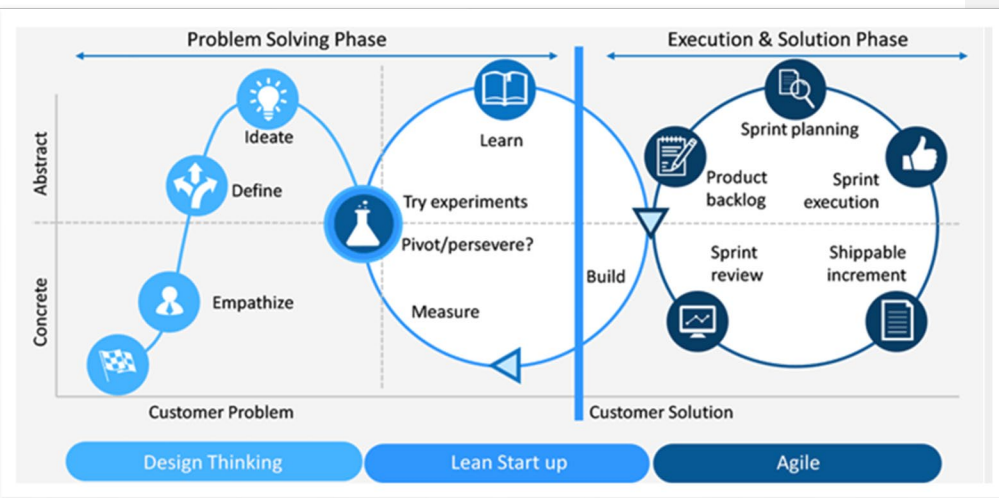 Problem Solving Phase
Execution & Solution Phase
Abstract
Concrete
Ideate
Define
Empathize
Learn
Try experiments
Pivot/persevere?
Measure
Build
Sprint planning
Product
backlog
Sprint
execution
Sprint
review
Shippable
increment
Customer Problem
Customer Solution
Design Thinking
Lean Start up
Agile